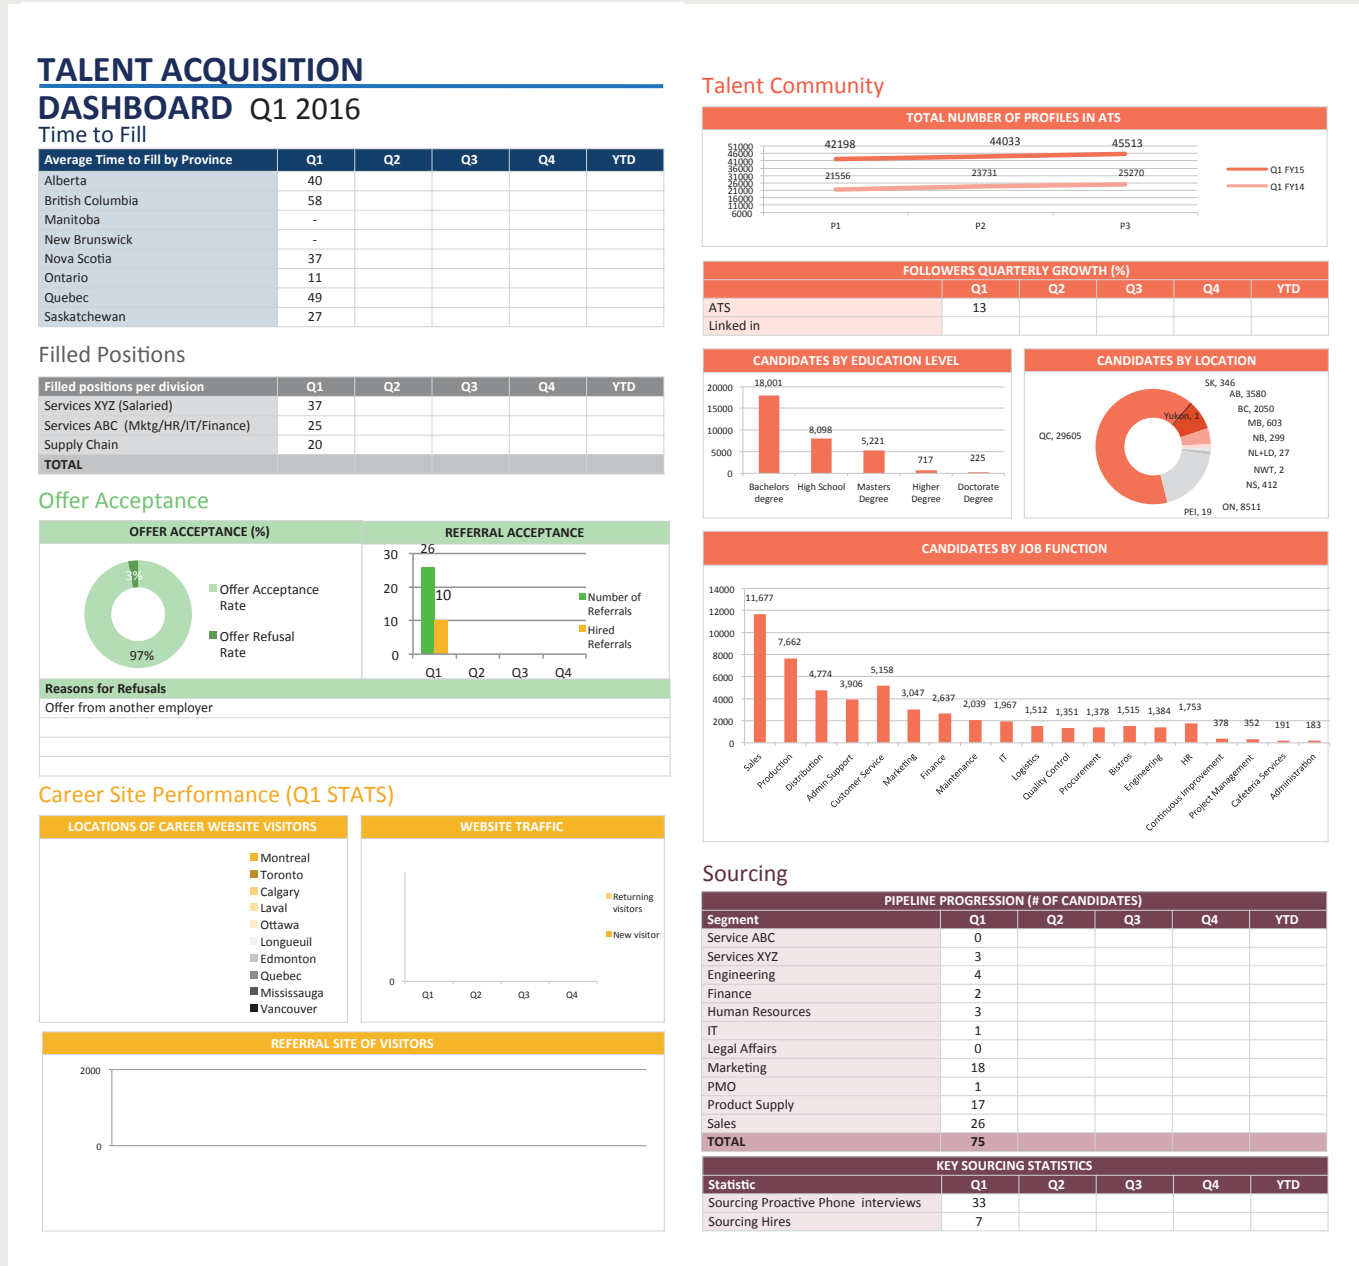 TALENT ACQUISITION
DASHBOARD Q1 2016
Time to Fill
Average Time to Fill by Province Q1 Q2 Q3 Q4 YTD
Alberta 40
British Columbia 58
Manitoba -
New Brunswick -
Nova Scotia 37
Ontario 11
Quebec 49
Saskatchewan 27
Filled Positions
Filled positions per division Q1 Q2 Q3 Q4 YTD
Services XYZ (Salaried) 37
Services ABC (Mktg/HR/IT/Finance) 25
Supply Chain 20
TOTAL
Offer Acceptance
OFFER ACCEPTANCE (%)
3%
97%
Offer Acceptance
Rate
Offer Refusal
Rate
REFERRAL ACCEPTANCE
30
20
10
0
26
10
Q1 Q2 Q3 Q4
Number of
Referrals
Hired
Referrals
Reasons for Refusals
Offer from another employer
Career Site Performance (Q1 STATS)
LOCATIONS OF CAREER WEBSITE VISITORS
Montreal
Toronto
Calgary
Laval
Ottawa
Longueuil
Edmonton
Quebec
Mississauga
Vancouver
WEBSITE TRAFFIC
0
Q1 Q2 Q3 Q4
Returning
visitors
New visitor
REFERRAL SITE OF VISITORS
2000
0
Talent Community
TOTAL NUMBER OF PROFILES IN ATS
51000
46000
41000
36000
31000
26000
21000
16000
11000
6000
42198 44033 45513
21556 23731 25270
P1 P2 P3
Q1 FY15
Q1 FY14
FOLLOWERS QUARTERLY GROWTH (%)
Q1 Q2 Q3 Q4 YTD
ATS 13
Linked in
CANDIDATES BY EDUCATION LEVEL
20000
15000
10000
5000
0
18,001
8,098
5,221
717
225
Bachelors
degree
High School
Masters
Degree
Higher
Degree
Doctorate
Degree
CANDIDATES BY LOCATION
SK, 346
AB, 3580
BC, 2050
MB, 603
NB, 299
NL+LD, 27
NWT, 2
NS, 412
ON, 8511
PEI, 19
QC, 29605
Yukon, 1
CANDIDATES BY JOB FUNCTION
14000
12000
10000
8000
6000
4000
2000
0
11,677
7,662
4,774
3,906
5,158
3,047
2,637
2,039
1,967
1,512
1,351
1,378
1,515
1,384
1,753
378
352
191
183
Sales
Production
Distribution
Admin Support
Customer Service
Marketing
Finance
Maintenance
IT
Logistics
Quality Control
Procurement
Bistros
Engineering
HR
Continuous Improvement
Project Management
Cafeteria Services
Administration
Sourcing
PIPELINE PROGRESSION (# OF CANDIDATES)
Segment Q1 Q2 Q3 Q4 YTD
Service ABC 0
Services XYZ 3
Engineering 4
Finance 2
Human Resources 3
IT 1
Legal Affairs 0
Marketing 18
PMO 1
Product Supply 17
Sales 26
TOTAL 75
KEY SOURCING STATISTICS
Statistic Q1 Q2 Q3 Q4 YTD
Sourcing Proactive Phone interviews 33
Sourcing Hires 7